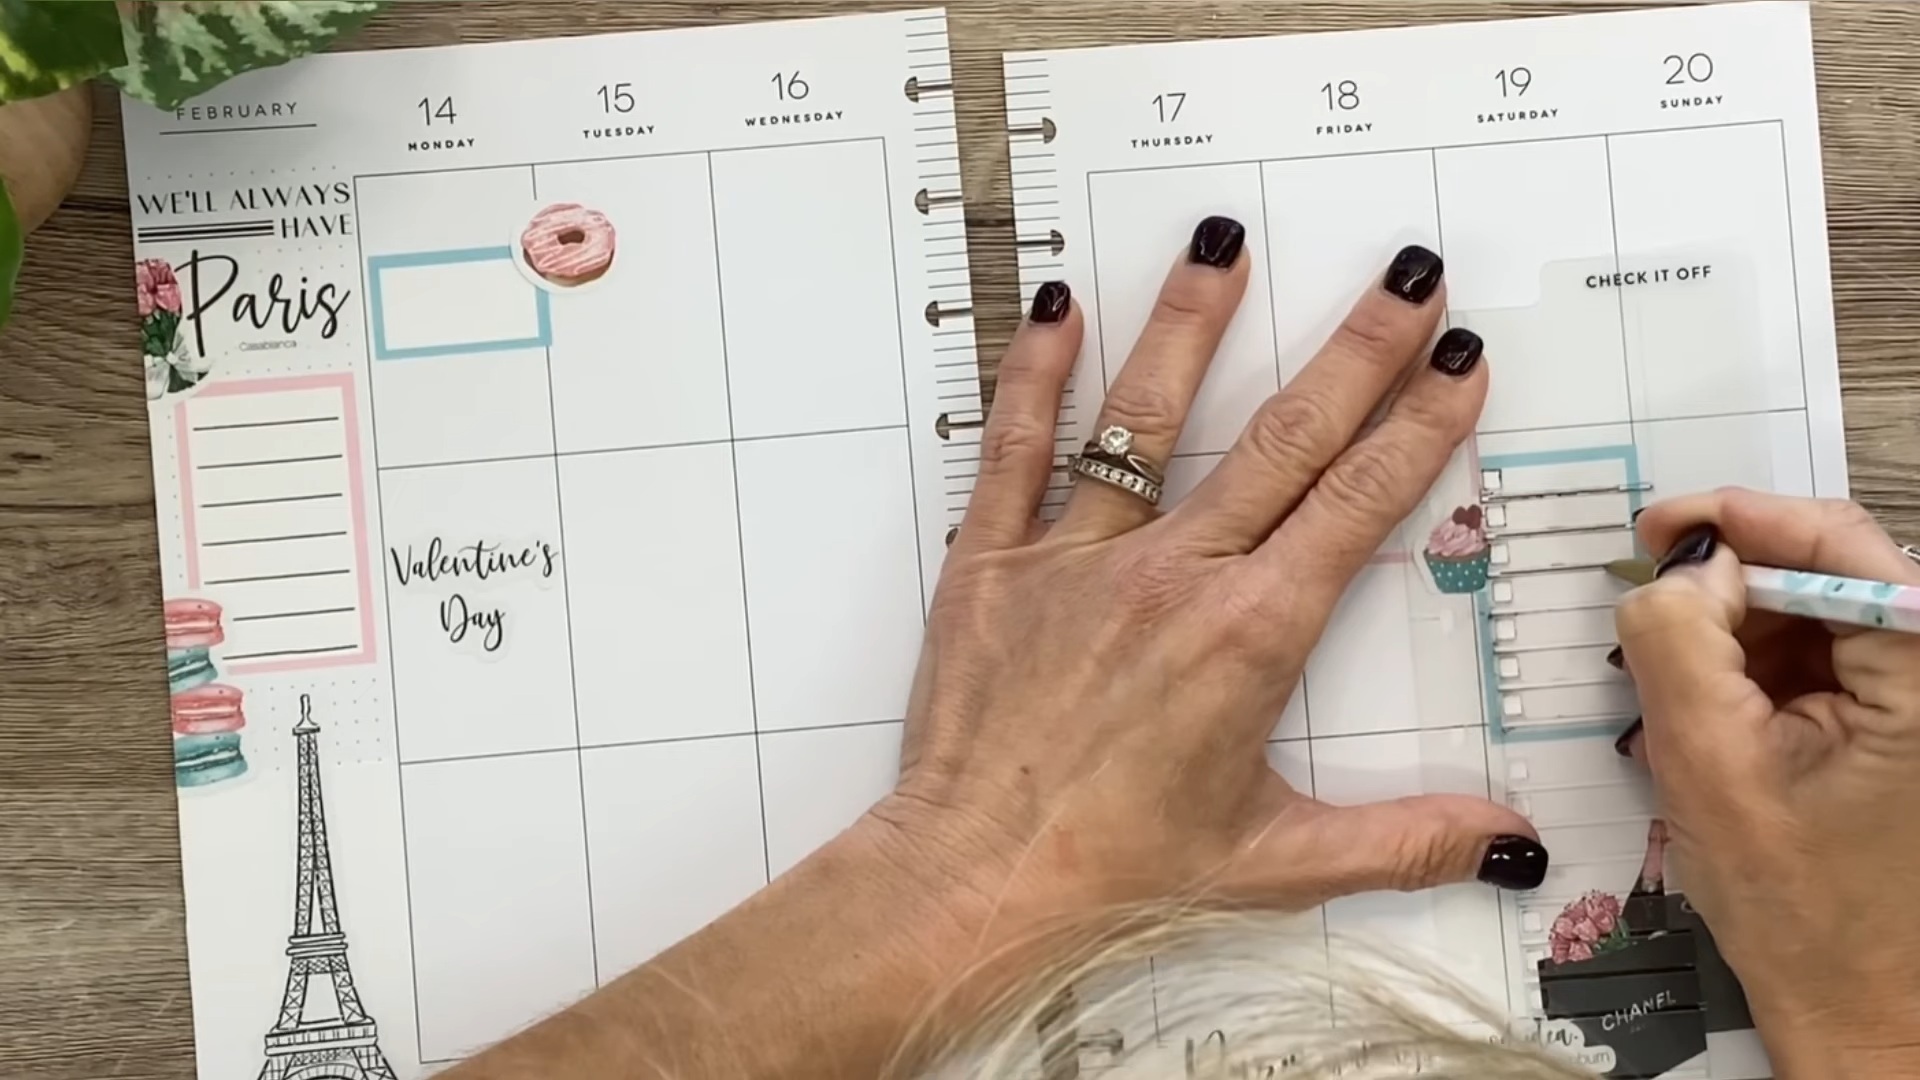 FEBRUARY
14
MONDAY
15
TUESDAY
16
WEDNESDAY
17
THURSDAY
18
FRIDAY
19
SATURDAY
20
SUNDAY
WE'LL ALWAYS
HAVE
Paris
Casablanca
Valentine's
Day
CHECK IT OFF
CHANEL
idea.